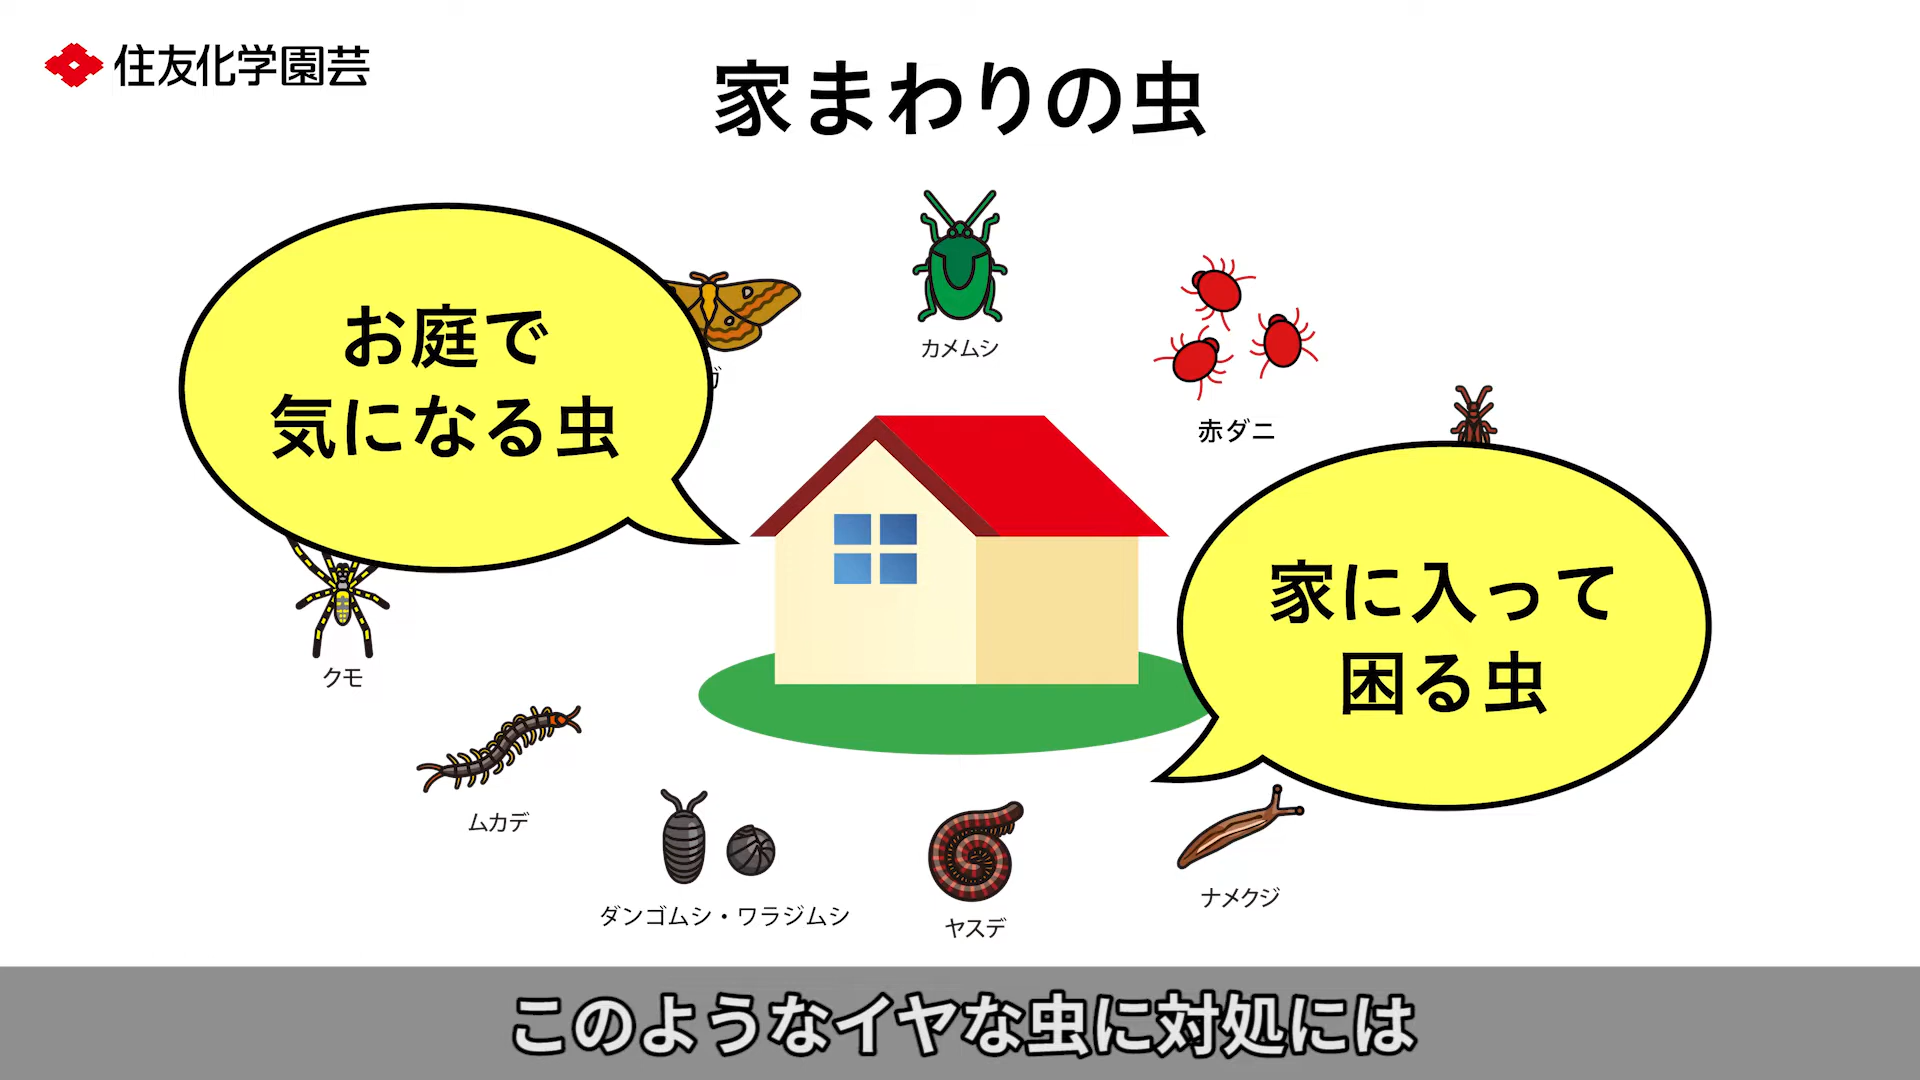 住友化学園芸
家まわりの虫
お庭で
気になる虫
ガ
カメムシ
赤ダニ
家に入って
困る虫
クモ
ムカデ
ダンゴムシ・ワラジムシ
ヤスデ
ナメクジ
このようなイヤな虫に対処には